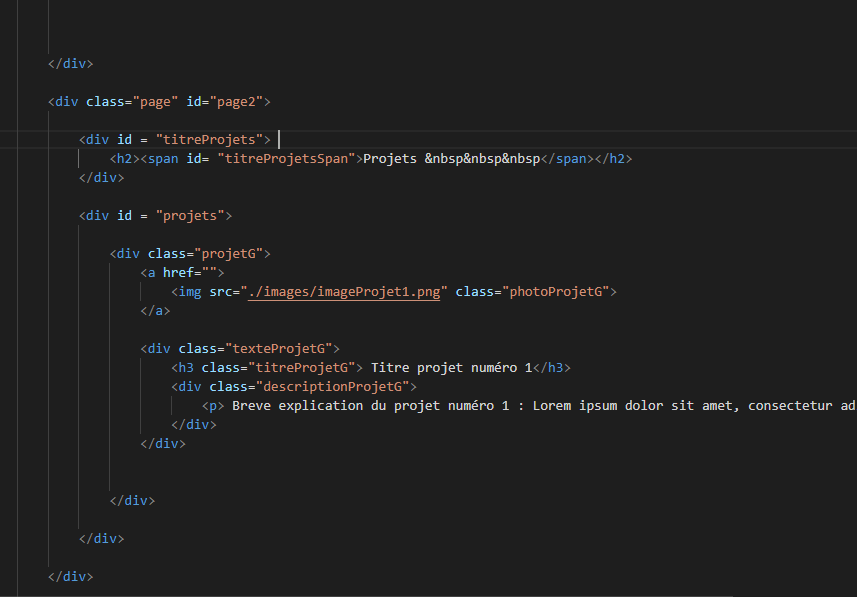 </div>
<div class="page" id="page2">
<div id = "titreProjets">
<h2><span id= "titreProjetsSpan">Projets &nbsp&nbsp&nbsp</span></h2>
</div>
<div id = "projets">
<div class="projetG">
<a href="">
<img src="./images/imageProjet1.png" class="photoProjetG">
</a>
<div class="texteProjetG">
<h3 class="titreProjetG"> Titre projet numéro 1</h3>
<div class="descriptionProjetG">
<p> Breve explication du projet numéro 1 : Lorem ipsum dolor sit amet, consectetur ad
</div>
</div>
</div>
</div>
</div>